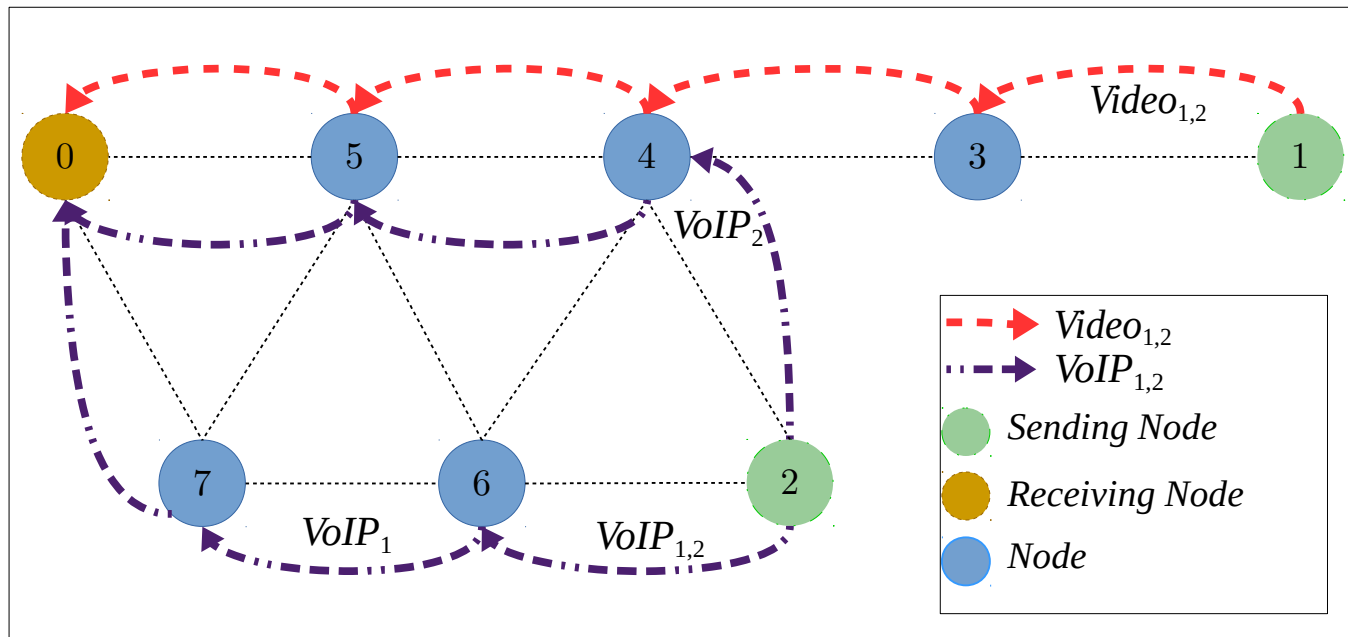 Video1,2
0
5
4
3
1
VoIP2
Video1,2
VoIP1,2
Sending Node
7
6
2
Receiving Node
VoIP1
VoIP1,2
Node